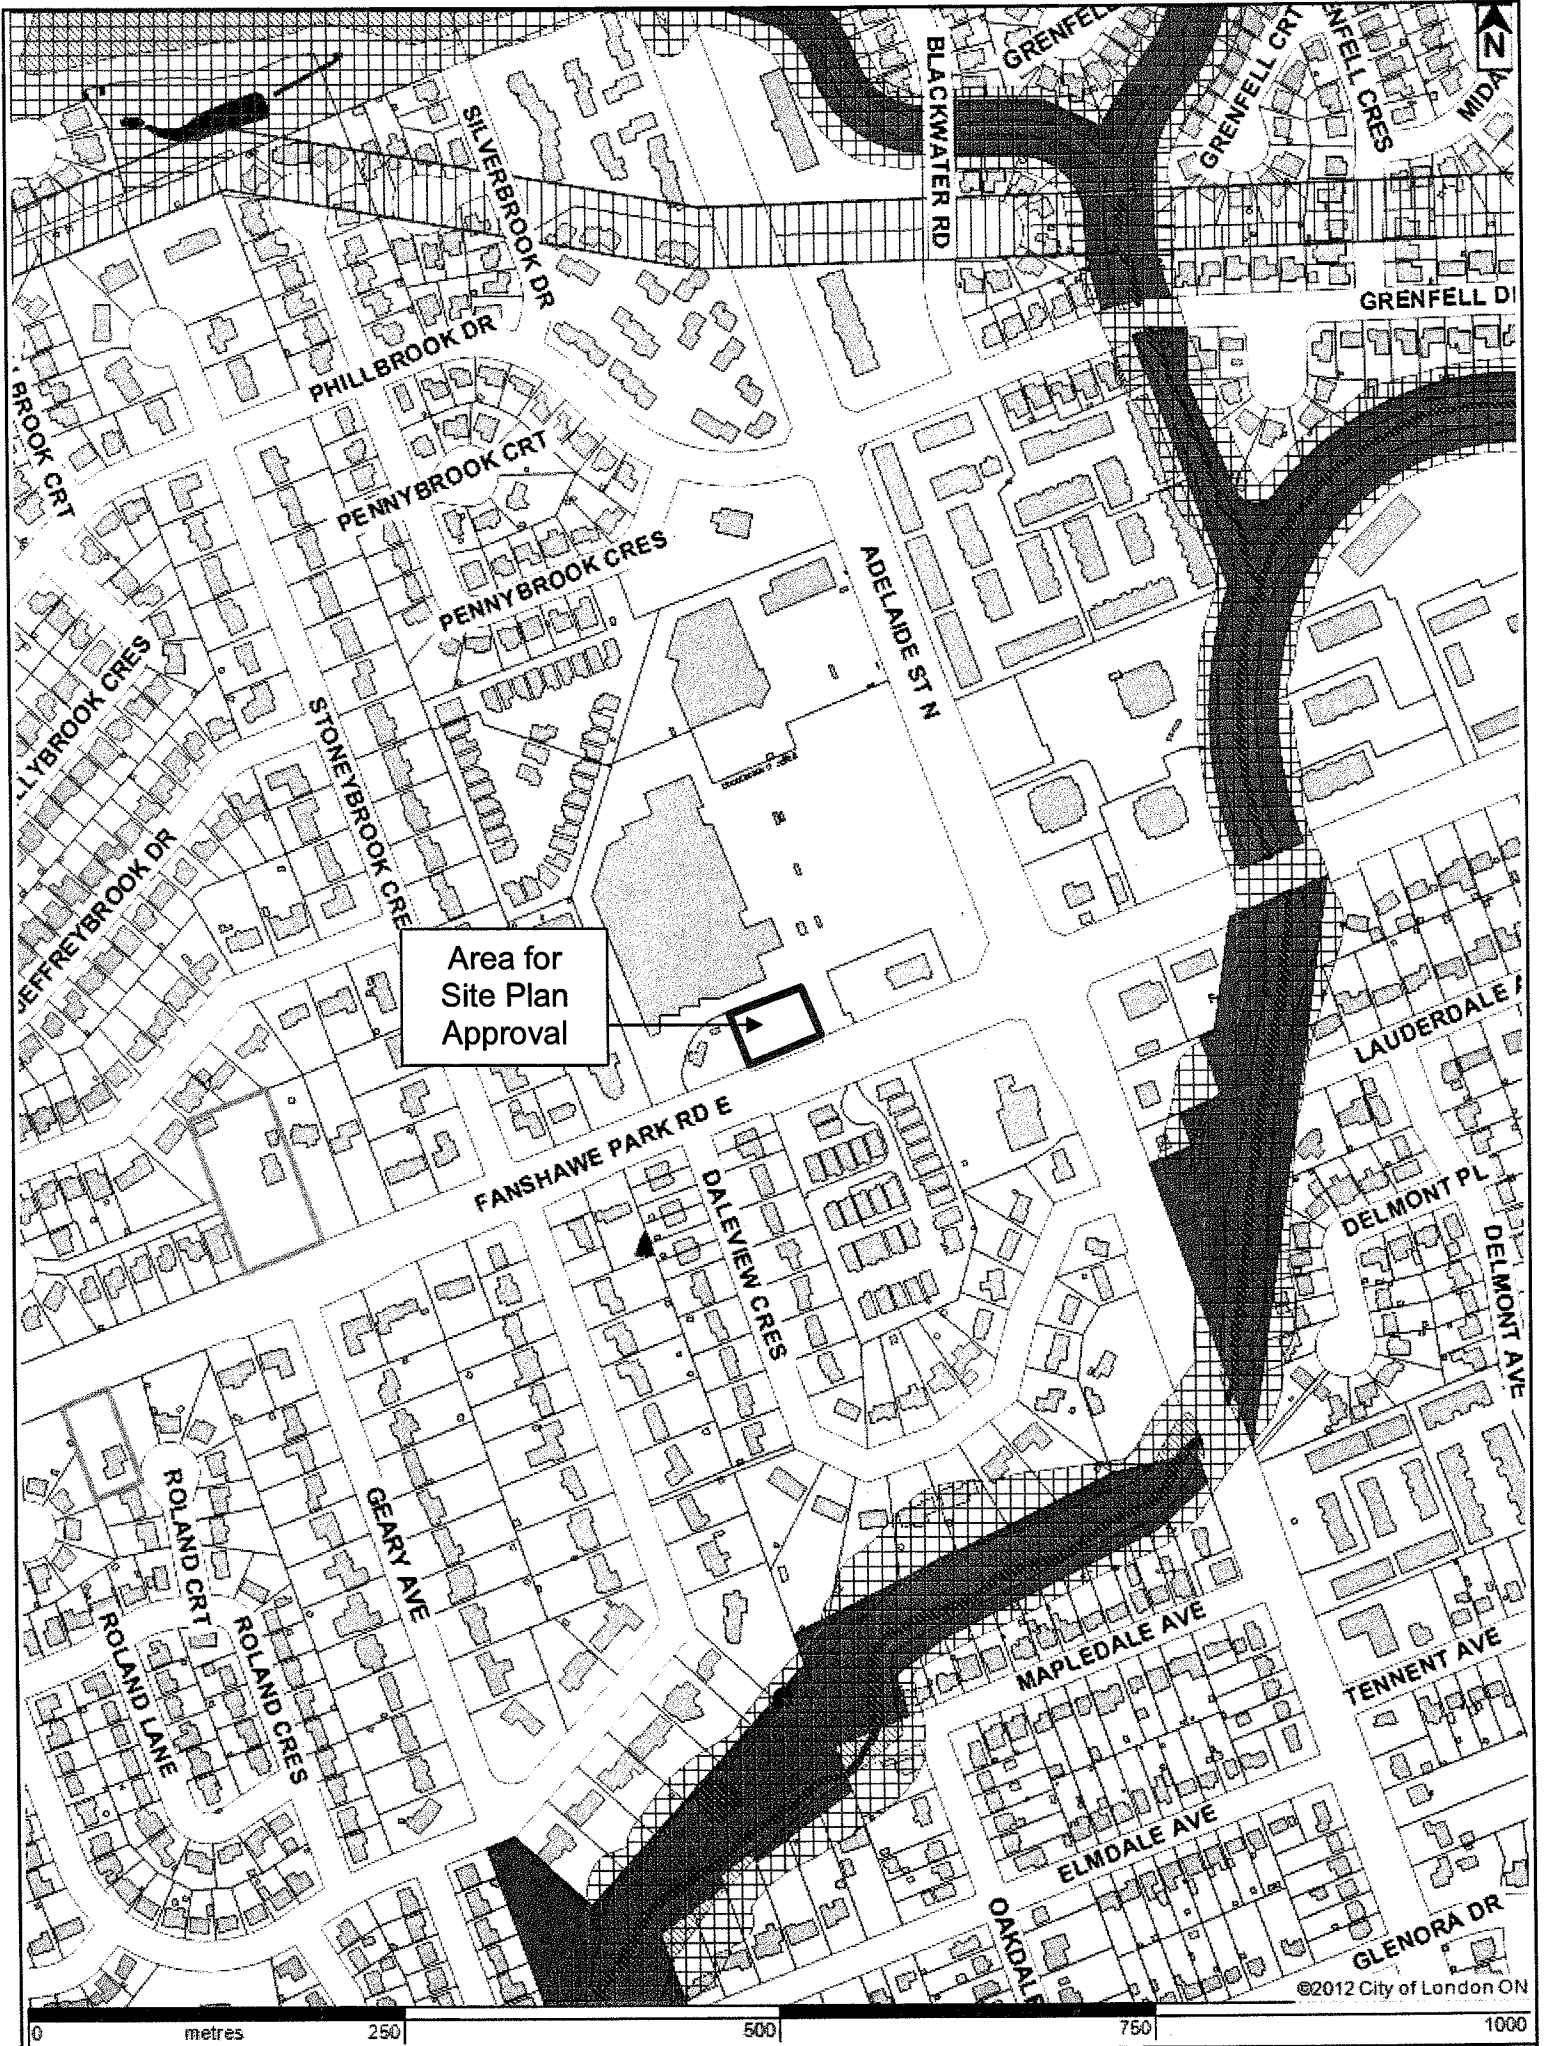 N
GRENFELL CRT
GRENFELL CRES
BLACKWATER RD
SILVERBROOK DR
GRENFELL
PHILLBROOK DR
BROOK CRT
PENNYBROOK CRT
PENNYBROOK CRES
ADELAIDE ST N
STONEYBROOK CRE
JEFFREYBROOK DR
Area for
Site Plan
Approval
LAUDERDALE
FANSHAWE PARK RD E
DALEVIEW CRES
DELMONT PL
DELMONT AVE
ROLAND CRT
GEARY AVE
ROLAND LANE
ROLAND CRES
MAPLEDALE AVE
TENNENT AVE
ELMDALE AVE
OAKDALE
GLENORA DR
©2012 City of London ON
0 metres 250 500 750 1000